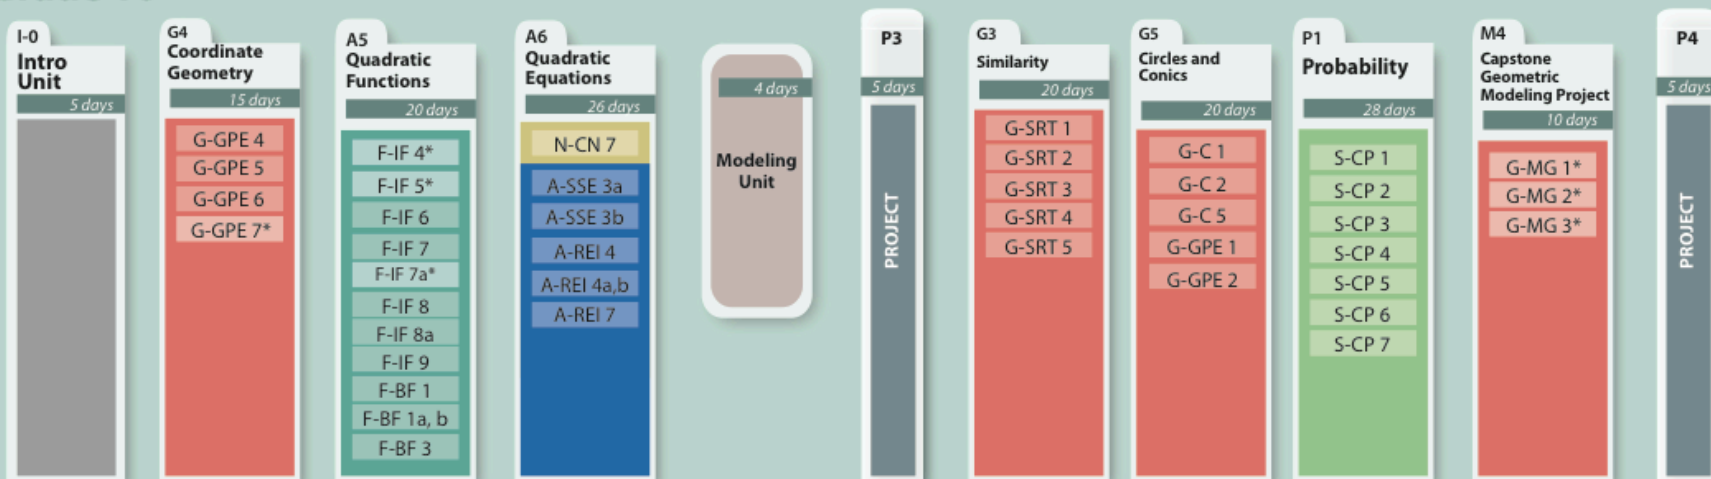 I-0
Intro
Unit
5 days
G4
Coordinate
Geometry
15 days
G-GPE 4
G-GPE 5
G-GPE 6
G-GPE 7*
A5
Quadratic
Functions
20 days
F-IF 4*
F-IF 5*
F-IF 6
F-IF 7
F-IF 7a*
F-IF 8
F-IF 8a
F-IF 9
F-BF 1
F-BF 1a, b
F-BF 3
A6
Quadratic
Equations
26 days
N-CN 7
A-SSE 3a
A-SSE 3b
A-REI 4
A-REI 4a,b
A-REI 7
4 days
Modeling
Unit
P3
5 days
PROJECT
G3
Similarity
20 days
G-SRT 1
G-SRT 2
G-SRT 3
G-SRT 4
G-SRT 5
G5
Circles and
Conics
20 days
G-C 1
G-C 2
G-C 5
G-GPE 1
G-GPE 2
P1
Probability
28 days
S-CP 1
S-CP 2
S-CP 3
S-CP 4
S-CP 5
S-CP 6
S-CP 7
M4
Capstone
Geometric
Modeling Project
10 days
G-MG 1*
G-MG 2*
G-MG 3*
P4
5 days
PROJECT